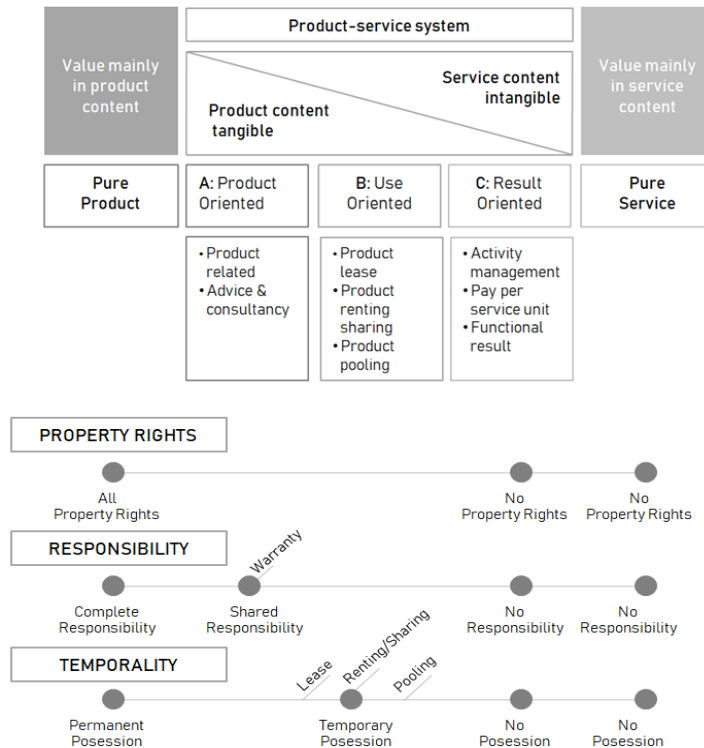 Value mainly
in product
content
Product-service system
Service content
intangible
Product content
tangible
Value mainly
in service
content
Pure
Product
A: Product
Oriented
B: Use
Oriented
C: Result
Oriented
Pure
Service
• Product
related
• Advice &
consultancy
• Product
lease
• Product
renting
sharing
• Product
pooling
• Activity
management
• Pay per
service unit
• Functional
result
PROPERTY RIGHTS
All
Property Rights
No
Property Rights
No
Property Rights
RESPONSIBILITY
Warranty
Complete
Responsibility
Shared
Responsibility
No
Responsibility
No
Responsibility
TEMPORALITY
Lease
Renting/Sharing
Pooling
Permanent
Posession
Temporary
Posession
No
Posession
No
Posession